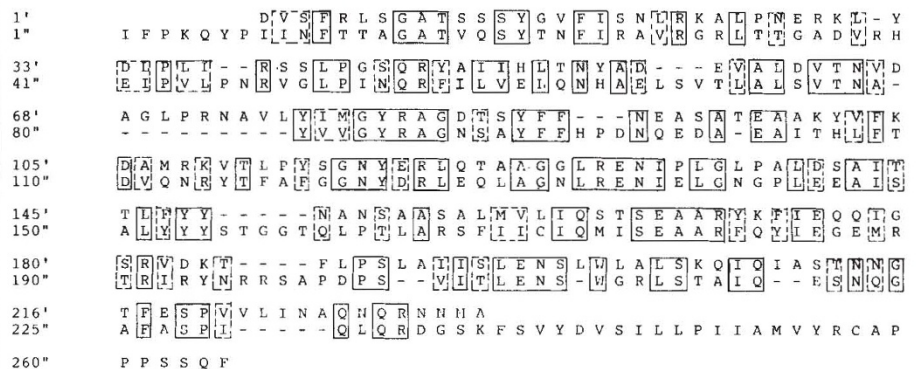 1' D V S F R L S G A T S S S Y G V F I S N L R K A L P N E R K L - Y
1" I F P K Q Y P I I N F T T A G A T V Q S Y T N F I R A V R G R L T T G A D V R H
33' D L P L I - - R S S L P G S Q R Y A I I H L T N Y A D - - - E V A L D V T N V D
41" E I P V L P N R V G L P I N Q R F I L V E L Q N H A E L S V T L A L S V T N A -
68' A G L P R N A V L Y I M G Y R A G D T S Y F F - - - N E A S A T E A A K Y V F K
80" - - - - - - - - - Y V V G Y R A G N S A Y F F H P D N Q E D A - E A I T H L F T
105' D A M R K V T L P Y S G N Y E R L Q T A A G G L R E N I P L G L P A L D S A I T
110" D V Q N R Y T F A F G G N Y D R L E Q L A G N L R E N I E L G N G P L E E A I S
145' T L F Y Y - - - - - N A N S A A S A L M V L I Q S T S E A A R Y K F I E Q Q I G
150" A L Y Y Y S T G G T Q L P T L A R S F I I C I Q M I S E A A R F Q Y I E G E M R
180' S R V D K T - - - - F L P S L A I I S L E N S L W L A L S K Q I Q I A S T N N G
190" T R I R Y N R R S A P D P S - - V I T L E N S - W G R L S T A I Q - - E S N Q G
216' T F E S P V V L I N A Q N Q R N N M A
225" A F A S P I - - - - - Q L Q R D G S K F S V Y D V S I L L P I I A M V Y R C A P
260" P P S S Q F